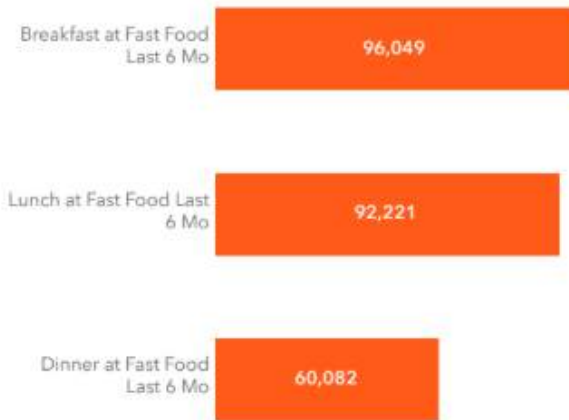 Breakfast at Fast Food
Last 6 Mo
96,049
Lunch at Fast Food Last
6 Mo
92,221
Dinner at Fast Food
Last 6 Mo
60,082